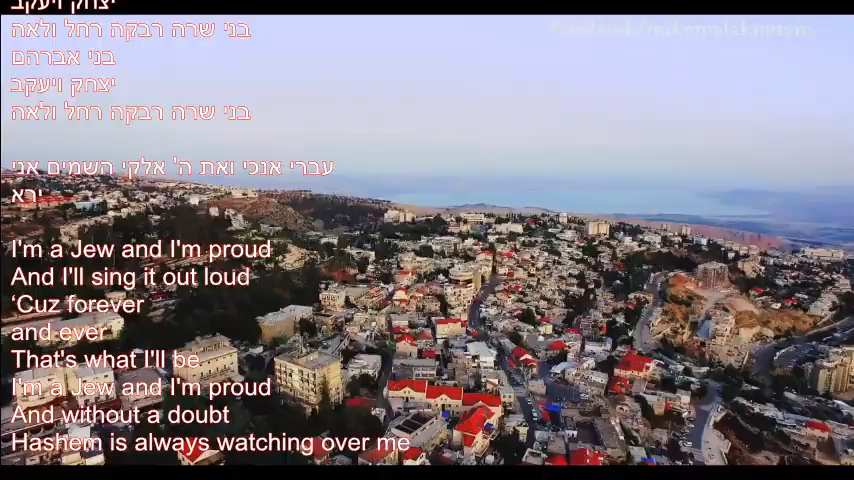 יצחק ויעקב
בני שרה רבקה רחל ולאה
בני אברהם
יצחק ויעקב
בני שרה רבקה רחל ולאה
עברי אנכי ואת ה' אלקי השמים אני
ירא
I'm a Jew and I'm proud
And I'll sing it out loud
‘Cuz forever
and ever
That's what I'll be
I'm a Jew and I'm proud
And without a doubt
Hashem is always watching over me